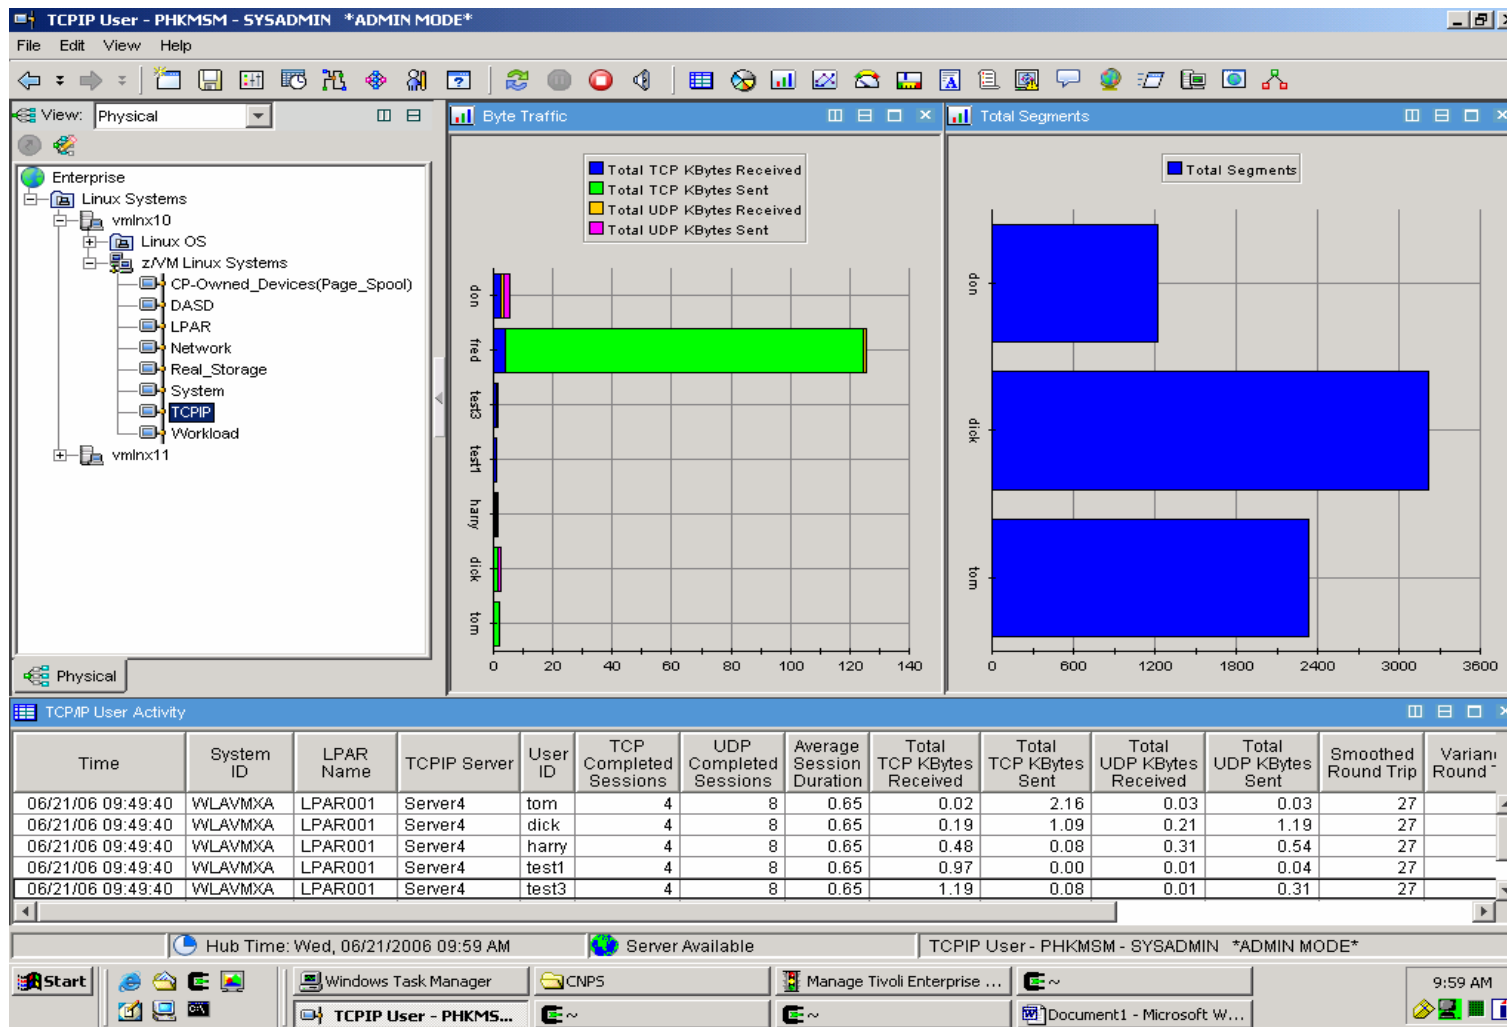 TCPIP User - PHKMSM - SYSADMIN *ADMIN MODE*
File Edit View Help
View: Physical
Enterprise
Linux Systems
vmlnx10
Linux OS
z/VM Linux Systems
CP-Owned_Devices(Page_Spool)
DASD
LPAR
Network
Real_Storage
System
TCPIP
Workload
vmlnx11
Physical
Byte Traffic
Total TCP KBytes Received
Total TCP KBytes Sent
Total UDP KBytes Received
Total UDP KBytes Sent
don
fred
test3
test1
harry
dick
tom
0 20 40 60 80 100 120 140
Total Segments
Total Segments
don
dick
tom
0 600 1200 1800 2400 3000 3600
TCP/IP User Activity
Time System ID LPAR Name TCPIP Server User ID TCP Completed Sessions UDP Completed Sessions Average Session Duration Total TCP KBytes Received Total TCP KBytes Sent Total UDP KBytes Received Total UDP KBytes Sent Smoothed Round Trip Varian Round T
06/21/06 09:49:40 WLAVMXA LPAR001 Server4 tom 4 8 0.65 0.02 2.16 0.03 0.03 27
06/21/06 09:49:40 WLAVMXA LPAR001 Server4 dick 4 8 0.65 0.19 1.09 0.21 1.19 27
06/21/06 09:49:40 WLAVMXA LPAR001 Server4 harry 4 8 0.65 0.48 0.08 0.31 0.54 27
06/21/06 09:49:40 WLAVMXA LPAR001 Server4 test1 4 8 0.65 0.97 0.00 0.01 0.04 27
06/21/06 09:49:40 WLAVMXA LPAR001 Server4 test3 4 8 0.65 1.19 0.08 0.01 0.31 27
Hub Time: Wed, 06/21/2006 09:59 AM Server Available TCPIP User - PHKMSM - SYSADMIN *ADMIN MODE*
Start Windows Task Manager CNPS Manage Tivoli Enterprise ... ~ 9:59 AM
TCPIP User - PHKMS... ~ ~ Document1 - Microsoft W...